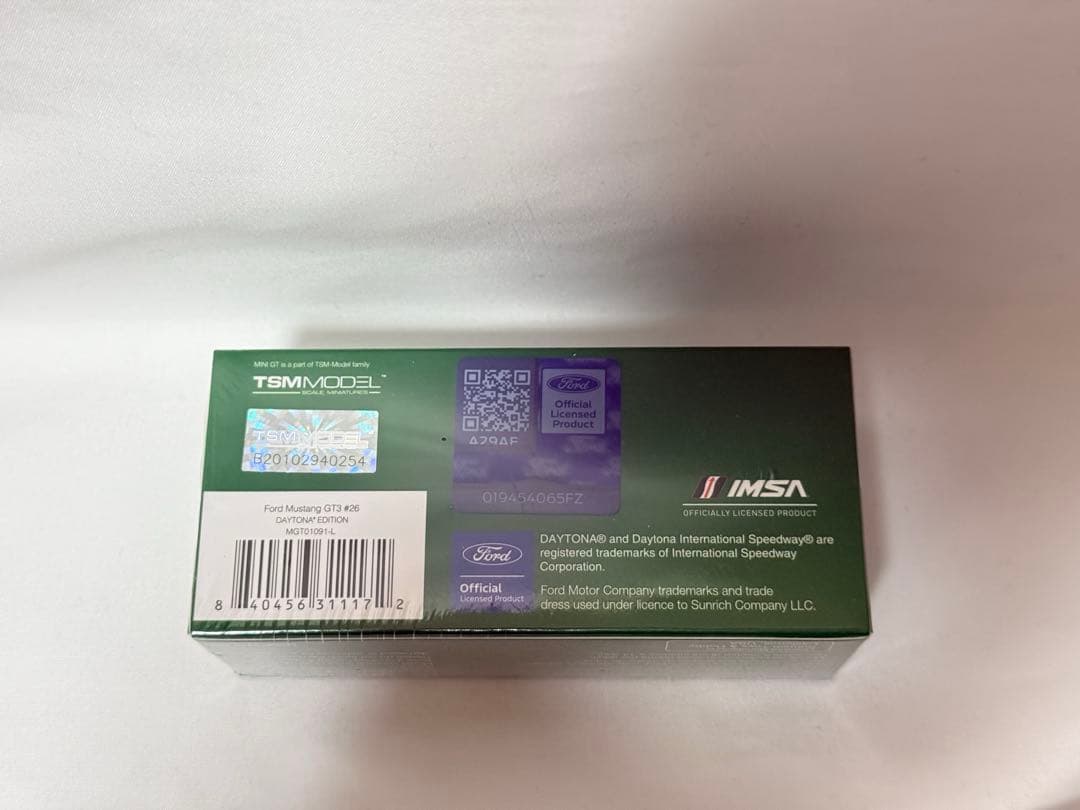 MINI GT is a part of TSM-Model family
TSMMODEL™
SCALE MINIATURES
TSM MODEL
B20102940254
Ford Mustang GT3 #26
DAYTONA® EDITION
MGT01091-L
8 40456 31117 2
Ford
Official
Licensed
Product
019454065FZ
IMSA
OFFICIALLY LICENSED PRODUCT
Ford
Official
Licensed Product
DAYTONA® and Daytona International Speedway® are
registered trademarks of International Speedway
Corporation.
Ford Motor Company trademarks and trade
dress used under licence to Sunrich Company LLC.